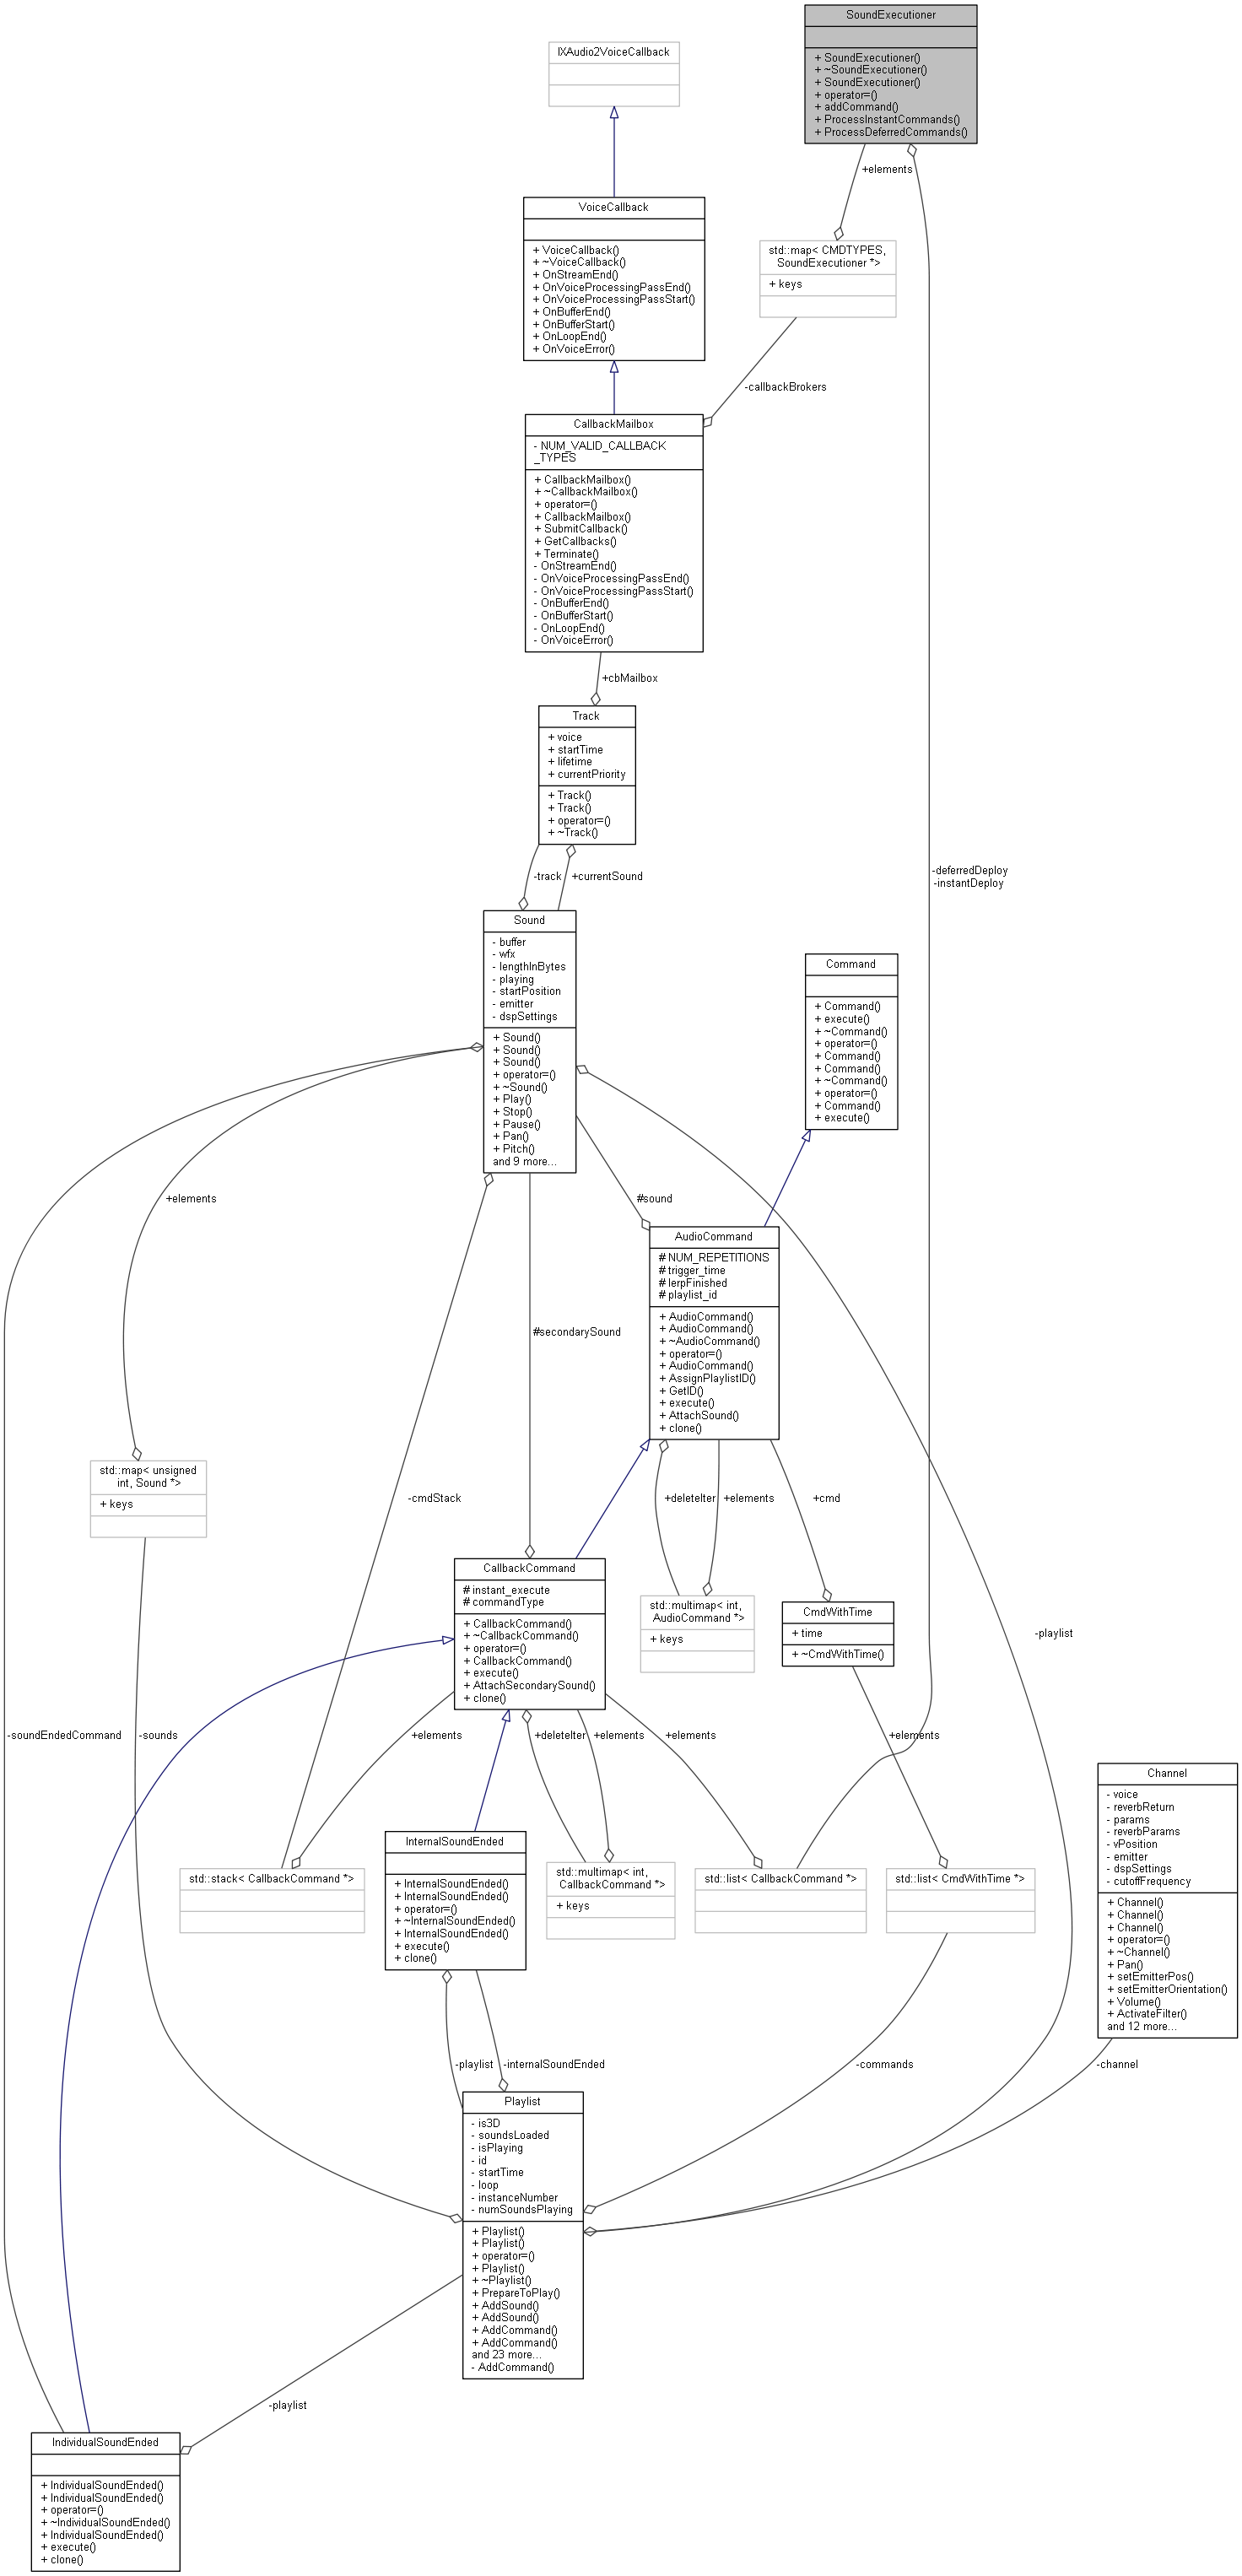 SoundExecutioner
+ SoundExecutioner()
+ ~SoundExecutioner()
+ SoundExecutioner()
+ operator=()
+ addCommand()
+ ProcessInstantCommands()
+ ProcessDeferredCommands()
IXAudio2VoiceCallback
+elements
VoiceCallback
+ VoiceCallback()
+ ~VoiceCallback()
+ OnStreamEnd()
+ OnVoiceProcessingPassEnd()
+ OnVoiceProcessingPassStart()
+ OnBufferEnd()
+ OnBufferStart()
+ OnLoopEnd()
+ OnVoiceError()
std::map< CMDTYPES,
SoundExecutioner *>
+ keys
-callbackBrokers
CallbackMailbox
- NUM_VALID_CALLBACK
_TYPES
+ CallbackMailbox()
+ ~CallbackMailbox()
+ operator=()
+ CallbackMailbox()
+ SubmitCallback()
+ GetCallbacks()
+ Terminate()
- OnStreamEnd()
- OnVoiceProcessingPassEnd()
- OnVoiceProcessingPassStart()
- OnBufferEnd()
- OnBufferStart()
- OnLoopEnd()
- OnVoiceError()
+cbMailbox
Track
+ voice
+ startTime
+ lifetime
+ currentPriority
+ Track()
+ Track()
+ operator=()
+ ~Track()
-track
+currentSound
-deferredDeploy
-instantDeploy
Sound
- buffer
- wfx
- lengthInBytes
- playing
- startPosition
- emitter
- dspSettings
+ Sound()
+ Sound()
+ Sound()
+ operator=()
+ ~Sound()
+ Play()
+ Stop()
+ Pause()
+ Pan()
+ Pitch()
and 9 more...
Command
+ Command()
+ execute()
+ ~Command()
+ operator=()
+ Command()
+ Command()
+ ~Command()
+ operator=()
+ Command()
+ execute()
+elements
#sound
AudioCommand
# NUM_REPETITIONS
# trigger_time
# lerpFinished
# playlist_id
+ AudioCommand()
+ AudioCommand()
+ ~AudioCommand()
+ operator=()
+ AudioCommand()
+ AssignPlaylistID()
+ GetID()
+ execute()
+ AttachSound()
+ clone()
#secondarySound
std::map< unsigned
int, Sound *>
+ keys
-cmdStack
+deleteIter
+elements
+cmd
CallbackCommand
# instant_execute
# commandType
+ CallbackCommand()
+ ~CallbackCommand()
+ operator=()
+ CallbackCommand()
+ execute()
+ AttachSecondarySound()
+ clone()
std::multimap< int,
AudioCommand *>
+ keys
CmdWithTime
+ time
+ ~CmdWithTime()
-playlist
-soundEndedCommand
-sounds
+elements
+deleteIter
+elements
+elements
+elements
Channel
- voice
- reverbReturn
- params
- reverbParams
- vPosition
- emitter
- dspSettings
- cutoffFrequency
+ Channel()
+ Channel()
+ Channel()
+ operator=()
+ ~Channel()
+ Pan()
+ setEmitterPos()
+ setEmitterOrientation()
+ Volume()
+ ActivateFilter()
and 12 more...
std::stack< CallbackCommand *>
InternalSoundEnded
+ InternalSoundEnded()
+ InternalSoundEnded()
+ operator=()
+ ~InternalSoundEnded()
+ InternalSoundEnded()
+ execute()
+ clone()
std::multimap< int,
CallbackCommand *>
+ keys
std::list< CallbackCommand *>
std::list< CmdWithTime *>
-playlist
-internalSoundEnded
-commands
-channel
Playlist
- is3D
- soundsLoaded
- isPlaying
- id
- startTime
- loop
- instanceNumber
- numSoundsPlaying
+ Playlist()
+ Playlist()
+ operator=()
+ Playlist()
+ ~Playlist()
+ PrepareToPlay()
+ AddSound()
+ AddSound()
+ AddCommand()
+ AddCommand()
and 23 more...
- AddCommand()
-playlist
IndividualSoundEnded
+ IndividualSoundEnded()
+ IndividualSoundEnded()
+ operator=()
+ ~IndividualSoundEnded()
+ IndividualSoundEnded()
+ execute()
+ clone()